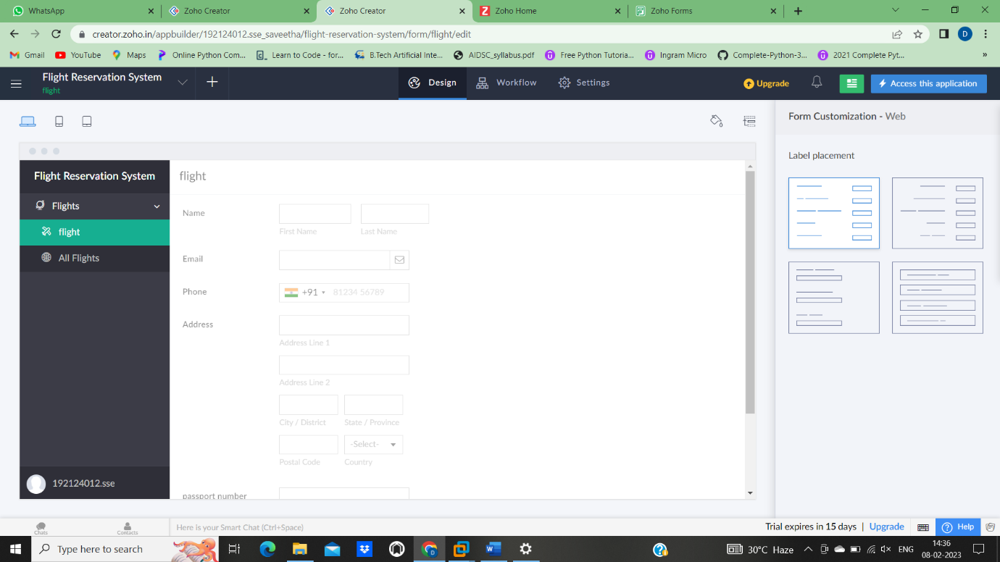 WhatsApp
Zoho Creator
Zoho Creator
Zoho Home
Zoho Forms
creator.zoho.in/appbuilder/192124012.sse_saveetha/flight-reservation-system/form/flight/edit
D
Gmail
YouTube
Maps
Online Python Com...
Learn to Code - for...
B.Tech Artificial Inte...
AIDSC_syllabus.pdf
Free Python Tutoria...
Ingram Micro
Complete-Python-3...
2021 Complete Pyt...
»
Flight Reservation System
flight
Design
Workflow
Settings
Upgrade
Access this application
Form Customization - Web
Label placement
Flight Reservation System
Flights
flight
All Flights
192124012.sse
flight
Name
First Name
Last Name
Email
Phone
+91
81234 56789
Address
Address Line 1
Address Line 2
City / District
State / Province
-Select-
Postal Code
Country
passport number
Chats
Contacts
Here is your Smart Chat (Ctrl+Space)
Trial expires in 15 days | Upgrade
Help
Type here to search
30°C Haze
ENG
14:36
08-02-2023